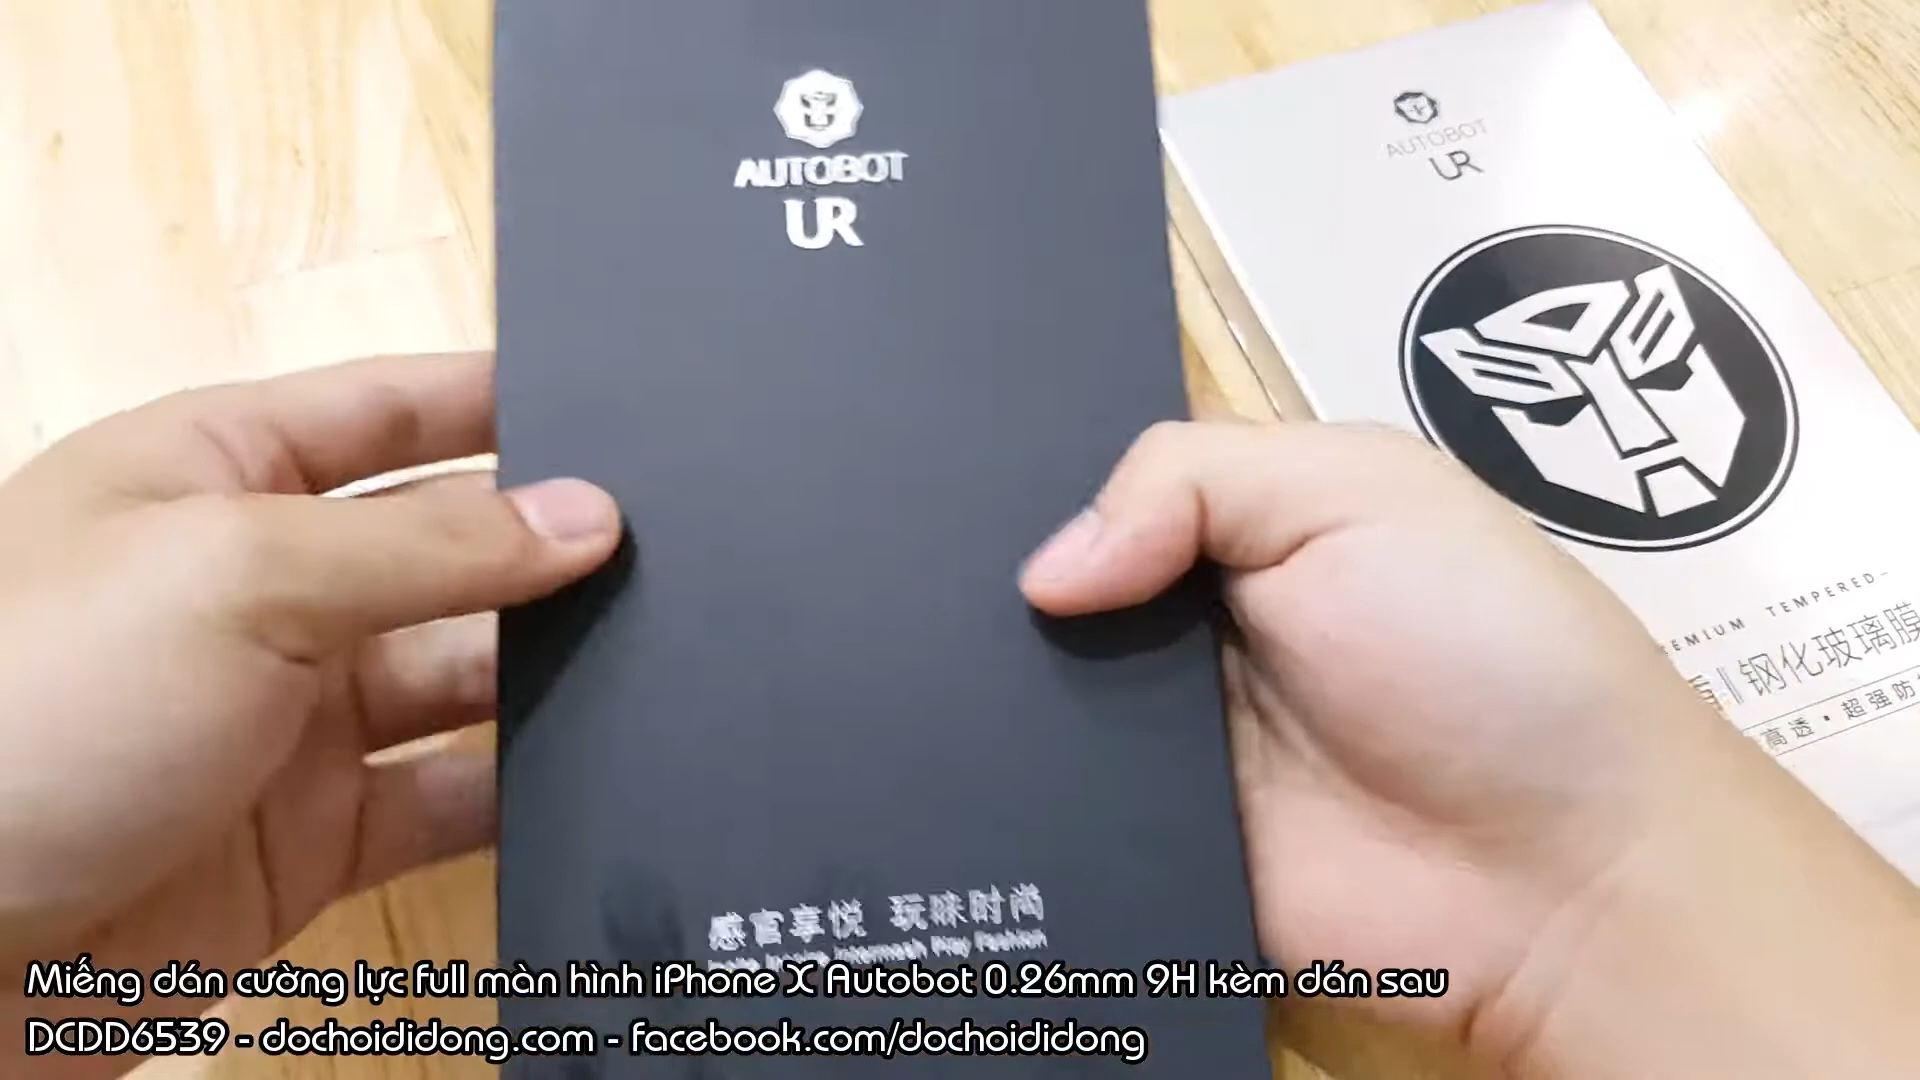 AUTOBOT
UR
AUTOBOT
UR
TEMPERED
钢化玻璃膜
高透·超强防
感官享悦 玩味时尚
Play Fashion
Miếng dán cường lực full màn hình iPhone X Autobot 0.26mm 9H kèm dán sau
DCDD6539 - dochoididong.com - facebook.com/dochoididong